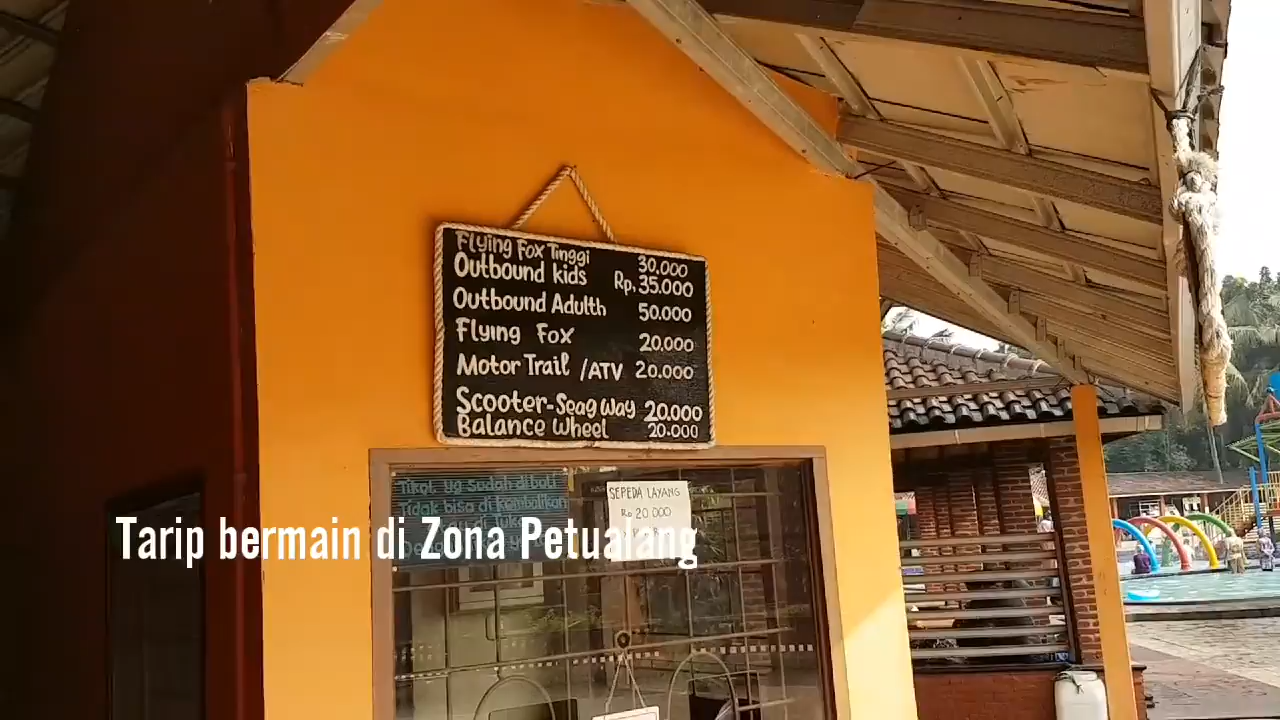 Flying Fox Tinggi 30.000
Outbound kids Rp. 35.000
Outbound Adulth 50.000
Flying Fox 20.000
Motor Trail /ATV 20.000
Scooter-Seag Way 20.000
Balance Wheel 20.000
Tiket yg Sudah dibeli
Tidak bisa di kembalikan
SEPEDA LAYANG
Rp 20 000
Tarip bermain di Zona Petualang